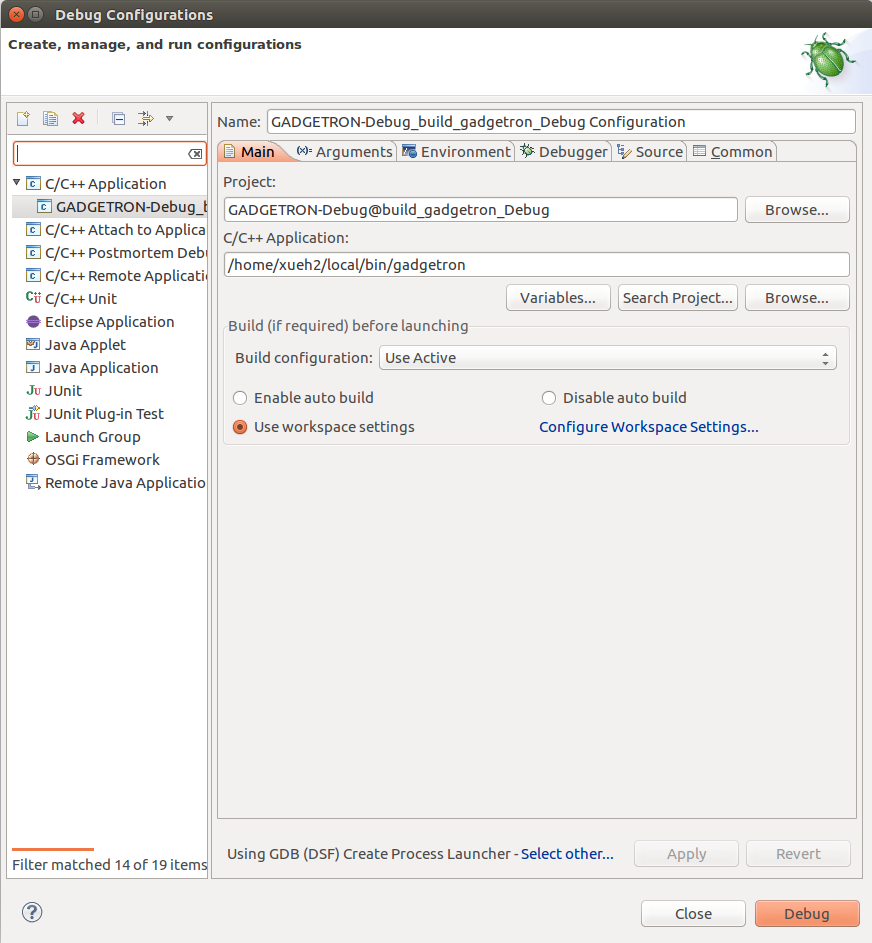 Debug Configurations
Create, manage, and run configurations
Name: GADGETRON-Debug_build_gadgetron_Debug Configuration
Main Arguments Environment Debugger Source Common
C/C++ Application
GADGETRON-Debug_b
C/C++ Attach to Applica
C/C++ Postmortem Debu
C/C++ Remote Applicatio
C/C++ Unit
Eclipse Application
Java Applet
Java Application
JUnit
JUnit Plug-in Test
Launch Group
OSGi Framework
Remote Java Applicatio
Filter matched 14 of 19 items
Project:
GADGETRON-Debug@build_gadgetron_Debug Browse...
C/C++ Application:
/home/xueh2/local/bin/gadgetron
Variables... Search Project... Browse...
Build (if required) before launching
Build configuration: Use Active
Enable auto build Disable auto build
Use workspace settings Configure Workspace Settings...
Using GDB (DSF) Create Process Launcher - Select other... Apply Revert
Close Debug